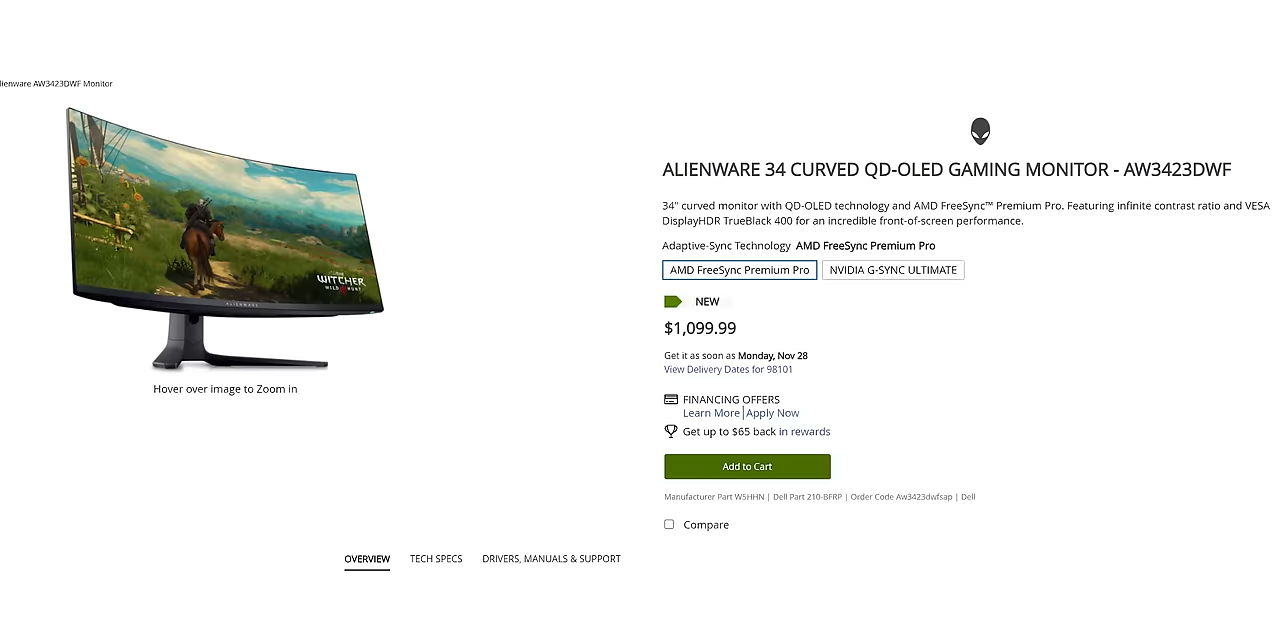 lienware AW3423DWF Monitor
THE
WITCHER
WILD HUNT
ALIENWARE
Hover over image to Zoom in
ALIENWARE 34 CURVED QD-OLED GAMING MONITOR - AW3423DWF
34" curved monitor with QD-OLED technology and AMD FreeSync™ Premium Pro. Featuring infinite contrast ratio and VESA
DisplayHDR TrueBlack 400 for an incredible front-of-screen performance.
Adaptive-Sync Technology AMD FreeSync Premium Pro
AMD FreeSync Premium Pro NVIDIA G-SYNC ULTIMATE
NEW
$1,099.99
Get it as soon as Monday, Nov 28
View Delivery Dates for 98101
FINANCING OFFERS
Learn More | Apply Now
Get up to $65 back in rewards
Add to Cart
Manufacturer Part W5HHN | Dell Part 210-BFRP | Order Code Aw3423dwfsap | Dell
Compare
OVERVIEW TECH SPECS DRIVERS, MANUALS & SUPPORT